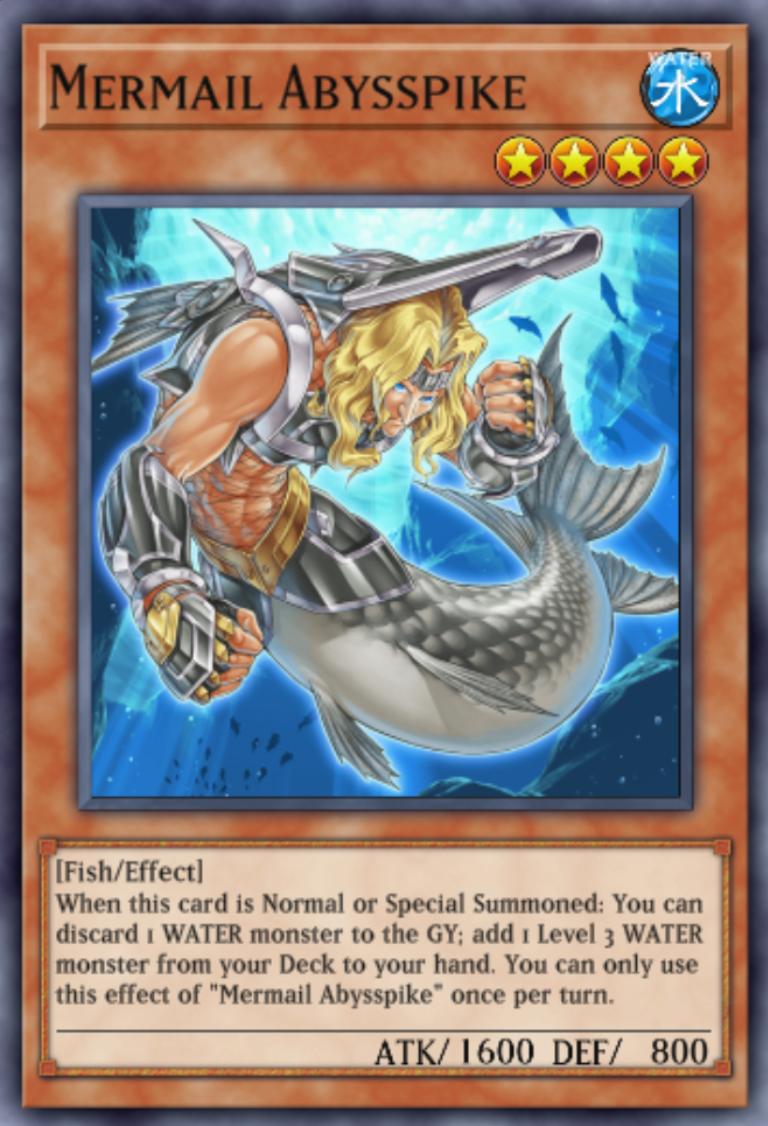 Mermail Abysspike
WATER
水
[Fish/Effect]
When this card is Normal or Special Summoned: You can
discard 1 WATER monster to the GY; add 1 Level 3 WATER
monster from your Deck to your hand. You can only use
this effect of "Mermail Abysspike" once per turn.
ATK/ 1600 DEF/ 800